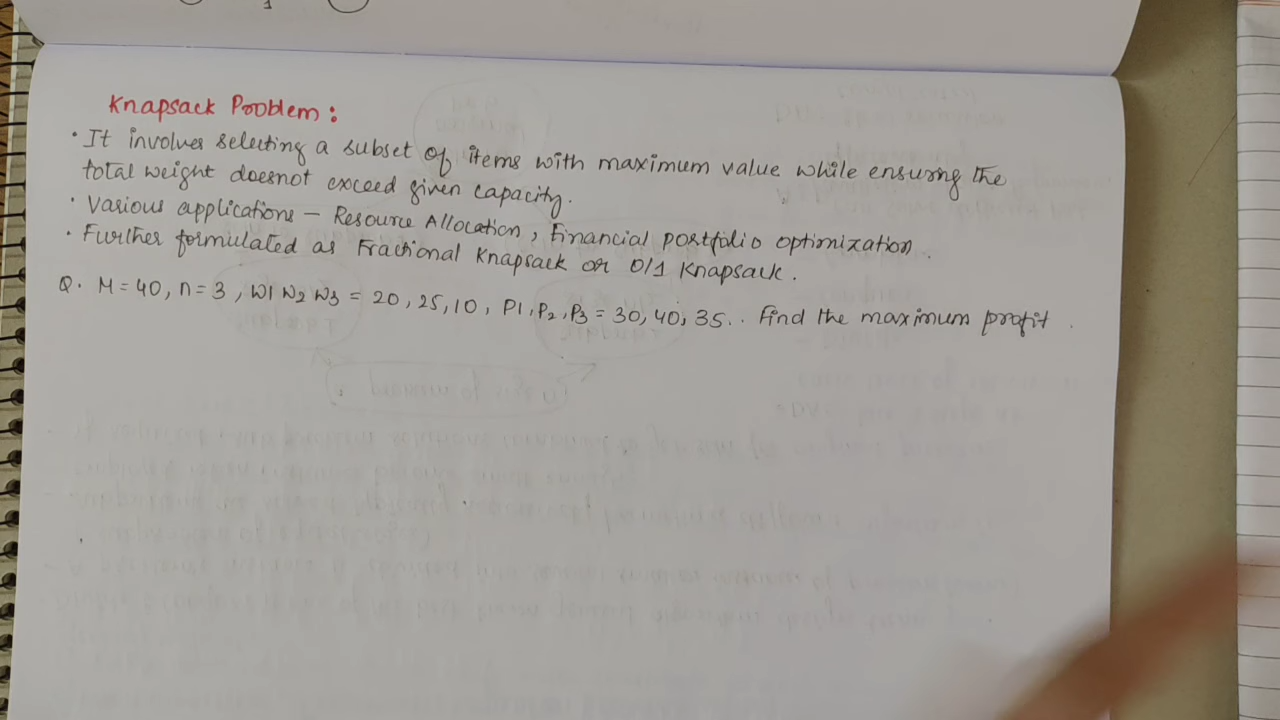 Knapsack Problem:
• It involves selecting a subset of items with maximum value while ensuring the
total weight doesnot exceed given capacity.
• Various applications – Resource Allocation, Financial portfolio optimization.
• Further formulated as Fractional Knapsack or 0/1 Knapsack.
Q. M = 40, n = 3, W1 W2 W3 = 20, 25, 10, P1, P2, P3 = 30, 40, 35.. Find the maximum profit.